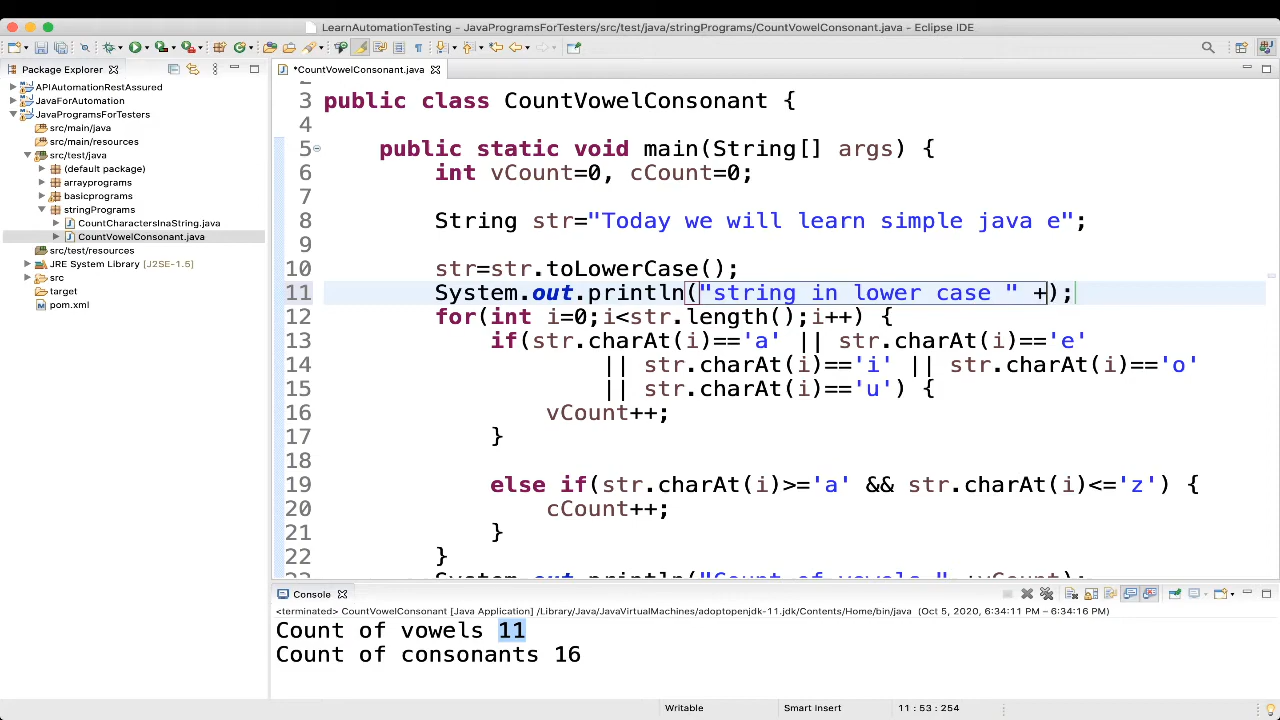 LearnAutomationTesting - JavaProgramsForTesters/src/test/java/stringPrograms/CountVowelConsonant.java - Eclipse IDE
Package Explorer
APIAutomationRestAssured
JavaForAutomation
JavaProgramsForTesters
src/main/java
src/main/resources
src/test/java
(default package)
arrayprograms
basicprograms
stringPrograms
CountCharactersInaString.java
CountVowelConsonant.java
src/test/resources
JRE System Library [J2SE-1.5]
src
target
pom.xml
*CountVowelConsonant.java
3 public class CountVowelConsonant {
4
5 public static void main(String[] args) {
6 int vCount=0, cCount=0;
7
8 String str="Today we will learn simple java e";
9
10 str=str.toLowerCase();
11 System.out.println("string in lower case " +);
12 for(int i=0;i<str.length();i++) {
13 if(str.charAt(i)=='a' || str.charAt(i)=='e'
14 || str.charAt(i)=='i' || str.charAt(i)=='o'
15 || str.charAt(i)=='u') {
16 vCount++;
17 }
18
19 else if(str.charAt(i)>='a' && str.charAt(i)<='z') {
20 cCount++;
21 }
22 }
System.out.println("Count of vowels " +vCount);
Console
<terminated> CountVowelConsonant [Java Application] /Library/Java/JavaVirtualMachines/adoptopenjdk-11.jdk/Contents/Home/bin/java (Oct 5, 2020, 6:34:11 PM – 6:34:16 PM)
Count of vowels 11
Count of consonants 16
Writable
Smart Insert
11 : 53 : 254